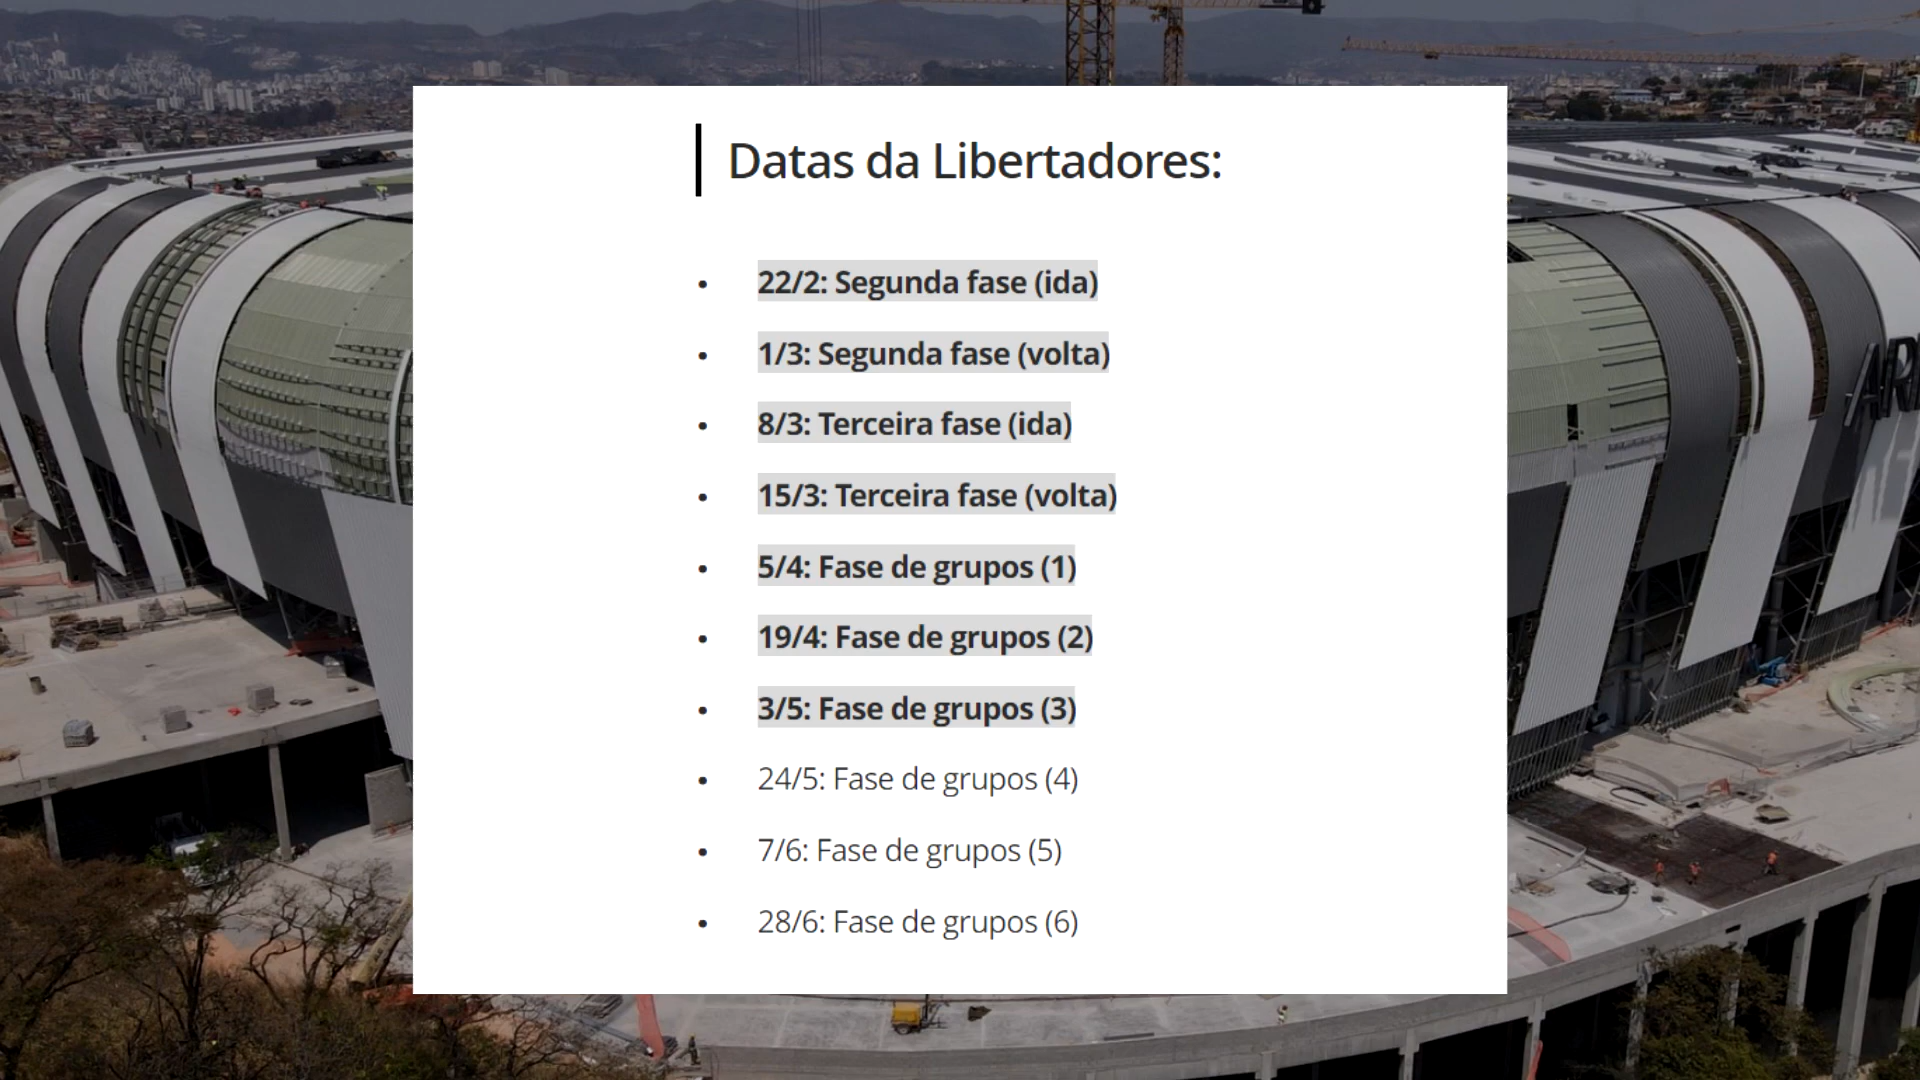 Datas da Libertadores:
• 22/2: Segunda fase (ida)
• 1/3: Segunda fase (volta)
• 8/3: Terceira fase (ida)
• 15/3: Terceira fase (volta)
• 5/4: Fase de grupos (1)
• 19/4: Fase de grupos (2)
• 3/5: Fase de grupos (3)
• 24/5: Fase de grupos (4)
• 7/6: Fase de grupos (5)
• 28/6: Fase de grupos (6)